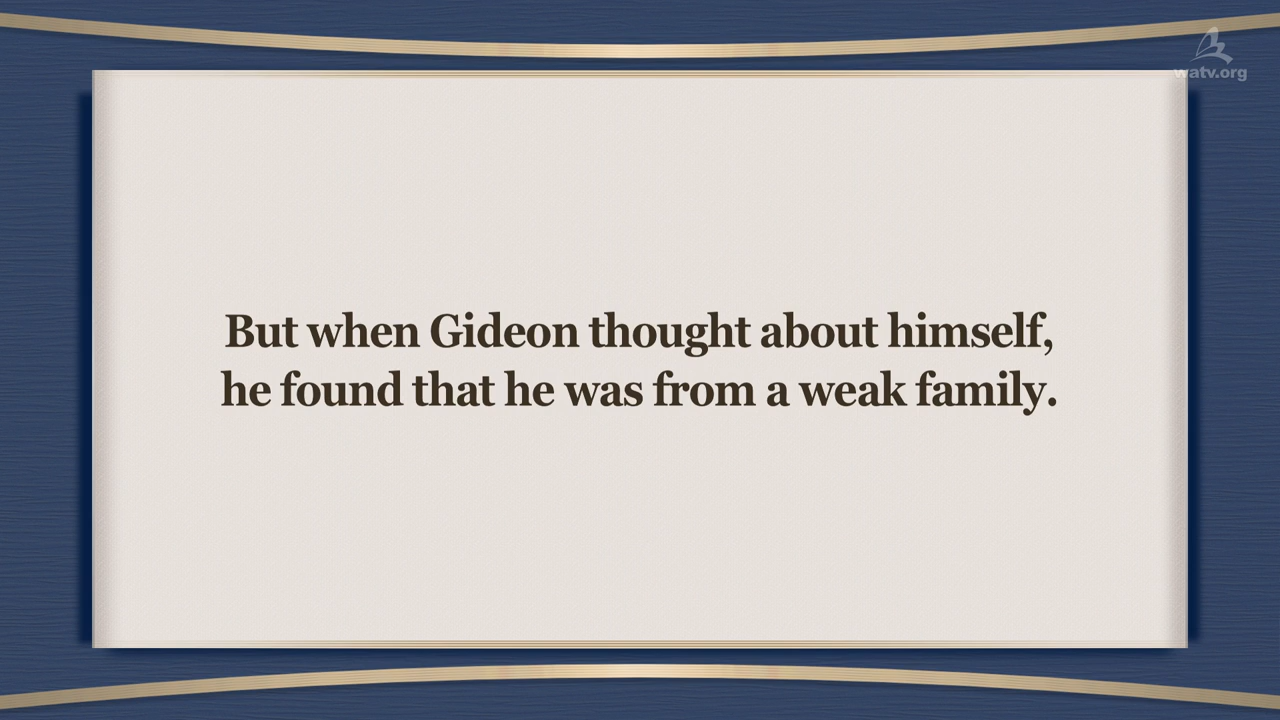 watv.org
But when Gideon thought about himself,
he found that he was from a weak family.